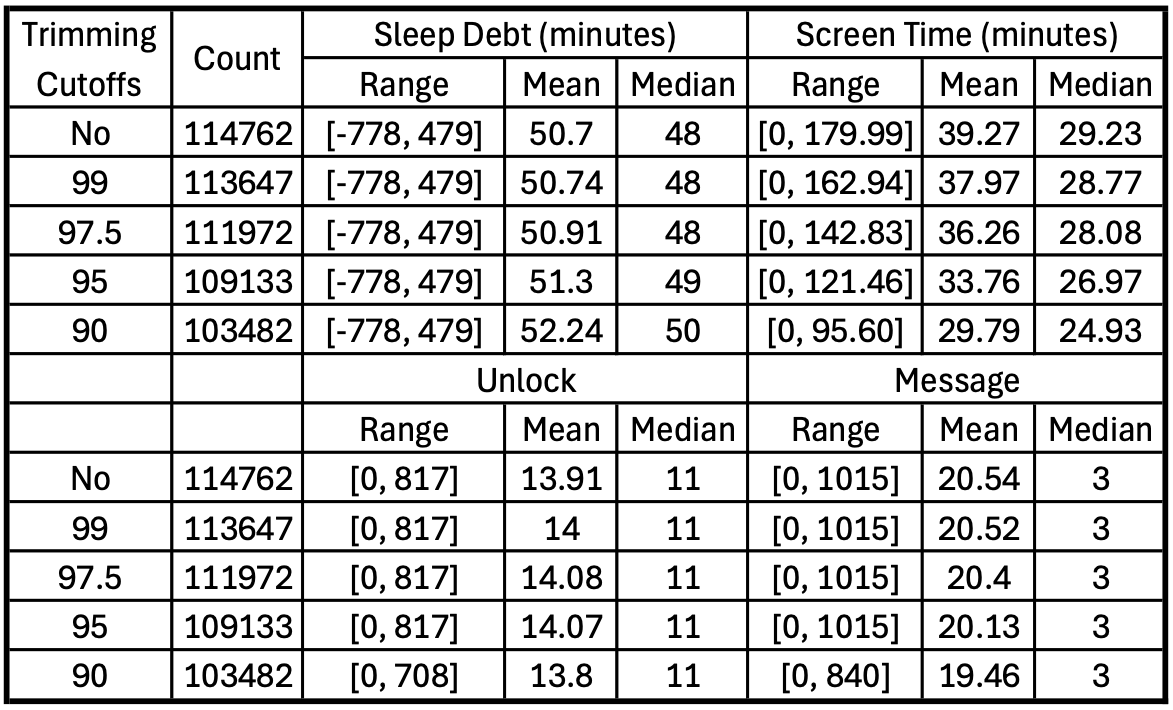 Trimming Cutoffs Count Sleep Debt (minutes) Screen Time (minutes)
Range Mean Median Range Mean Median
No 114762 [-778, 479] 50.7 48 [0, 179.99] 39.27 29.23
99 113647 [-778, 479] 50.74 48 [0, 162.94] 37.97 28.77
97.5 111972 [-778, 479] 50.91 48 [0, 142.83] 36.26 28.08
95 109133 [-778, 479] 51.3 49 [0, 121.46] 33.76 26.97
90 103482 [-778, 479] 52.24 50 [0, 95.60] 29.79 24.93
Unlock Message
Range Mean Median Range Mean Median
No 114762 [0, 817] 13.91 11 [0, 1015] 20.54 3
99 113647 [0, 817] 14 11 [0, 1015] 20.52 3
97.5 111972 [0, 817] 14.08 11 [0, 1015] 20.4 3
95 109133 [0, 817] 14.07 11 [0, 1015] 20.13 3
90 103482 [0, 708] 13.8 11 [0, 840] 19.46 3